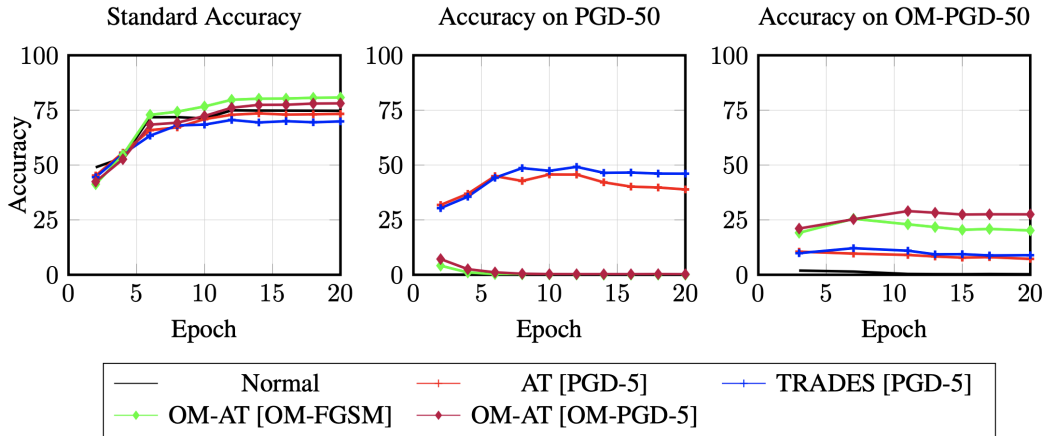 Standard Accuracy
Accuracy on PGD-50
Accuracy on OM-PGD-50
Accuracy
100
75
50
25
0
0 5 10 15 20
Epoch
100
75
50
25
0
0 5 10 15 20
Epoch
100
75
50
25
0
0 5 10 15 20
Epoch
Normal AT [PGD-5] TRADES [PGD-5]
OM-AT [OM-FGSM] OM-AT [OM-PGD-5]